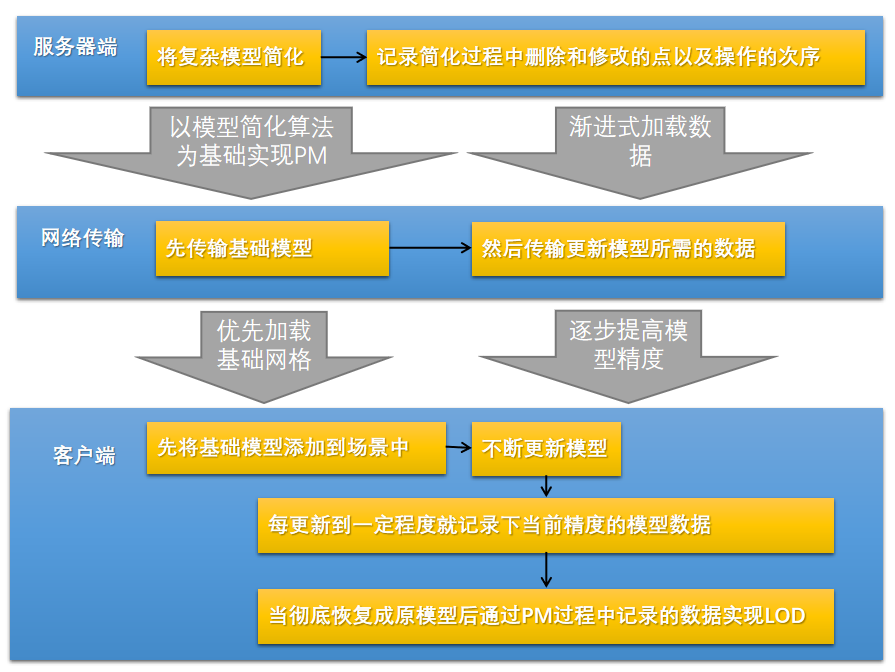 服务器端
将复杂模型简化
记录简化过程中删除和修改的点以及操作的次序
以模型简化算法
为基础实现PM
渐进式加载数
据
网络传输
先传输基础模型
然后传输更新模型所需的数据
优先加载
基础网格
逐步提高模
型精度
客户端
先将基础模型添加到场景中
不断更新模型
每更新到一定程度就记录下当前精度的模型数据
当彻底恢复成原模型后通过PM过程中记录的数据实现LOD